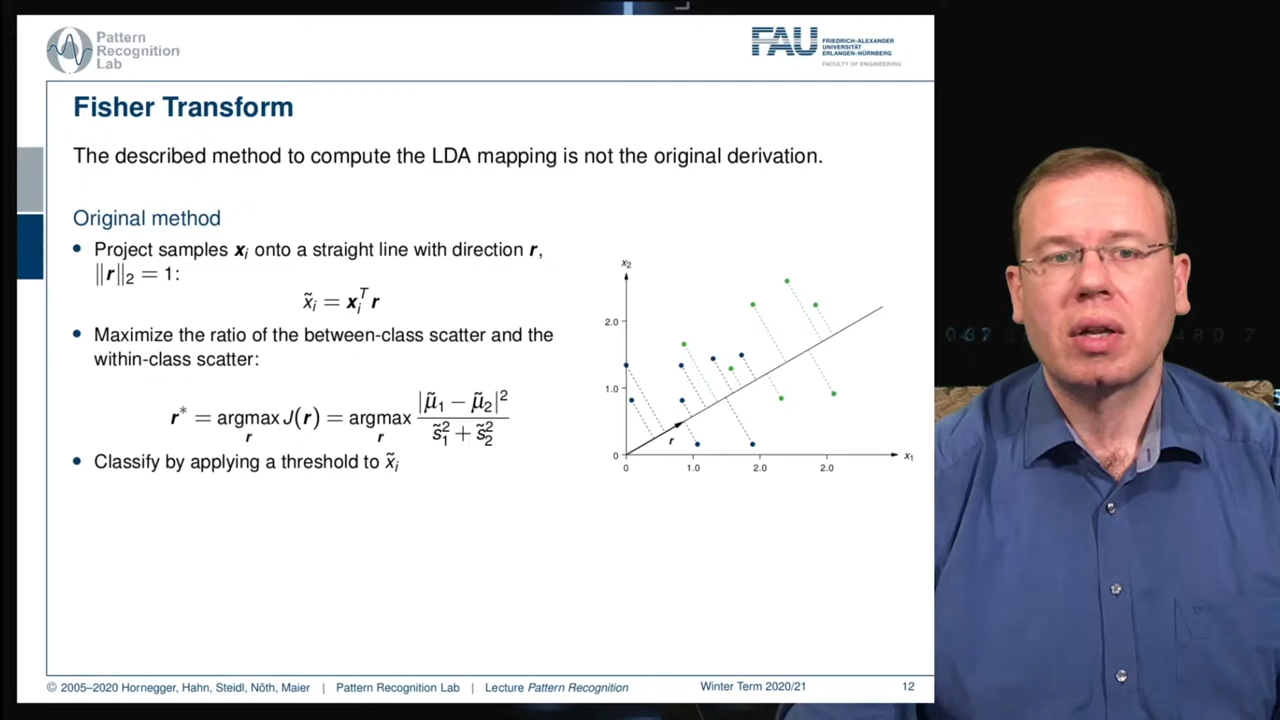 Pattern
Recognition
Lab
FAU
FRIEDRICH-ALEXANDER
UNIVERSITÄT
ERLANGEN-NÜRNBERG
FACULTY OF ENGINEERING
Fisher Transform
The described method to compute the LDA mapping is not the original derivation.
Original method
• Project samples xᵢ onto a straight line with direction r,
‖r‖₂ = 1:
x̃ᵢ = xᵢᵀ r
• Maximize the ratio of the between-class scatter and the
within-class scatter:
r* = argmax_r J(r) = argmax_r |μ̃₁ − μ̃₂|² / (s̃₁² + s̃₂²)
• Classify by applying a threshold to x̃ᵢ
x₂
2.0
1.0
0
r
x₁
0 1.0 2.0 2.0
© 2005–2020 Hornegger, Hahn, Steidl, Nöth, Maier | Pattern Recognition Lab | Lecture Pattern Recognition Winter Term 2020/21 12